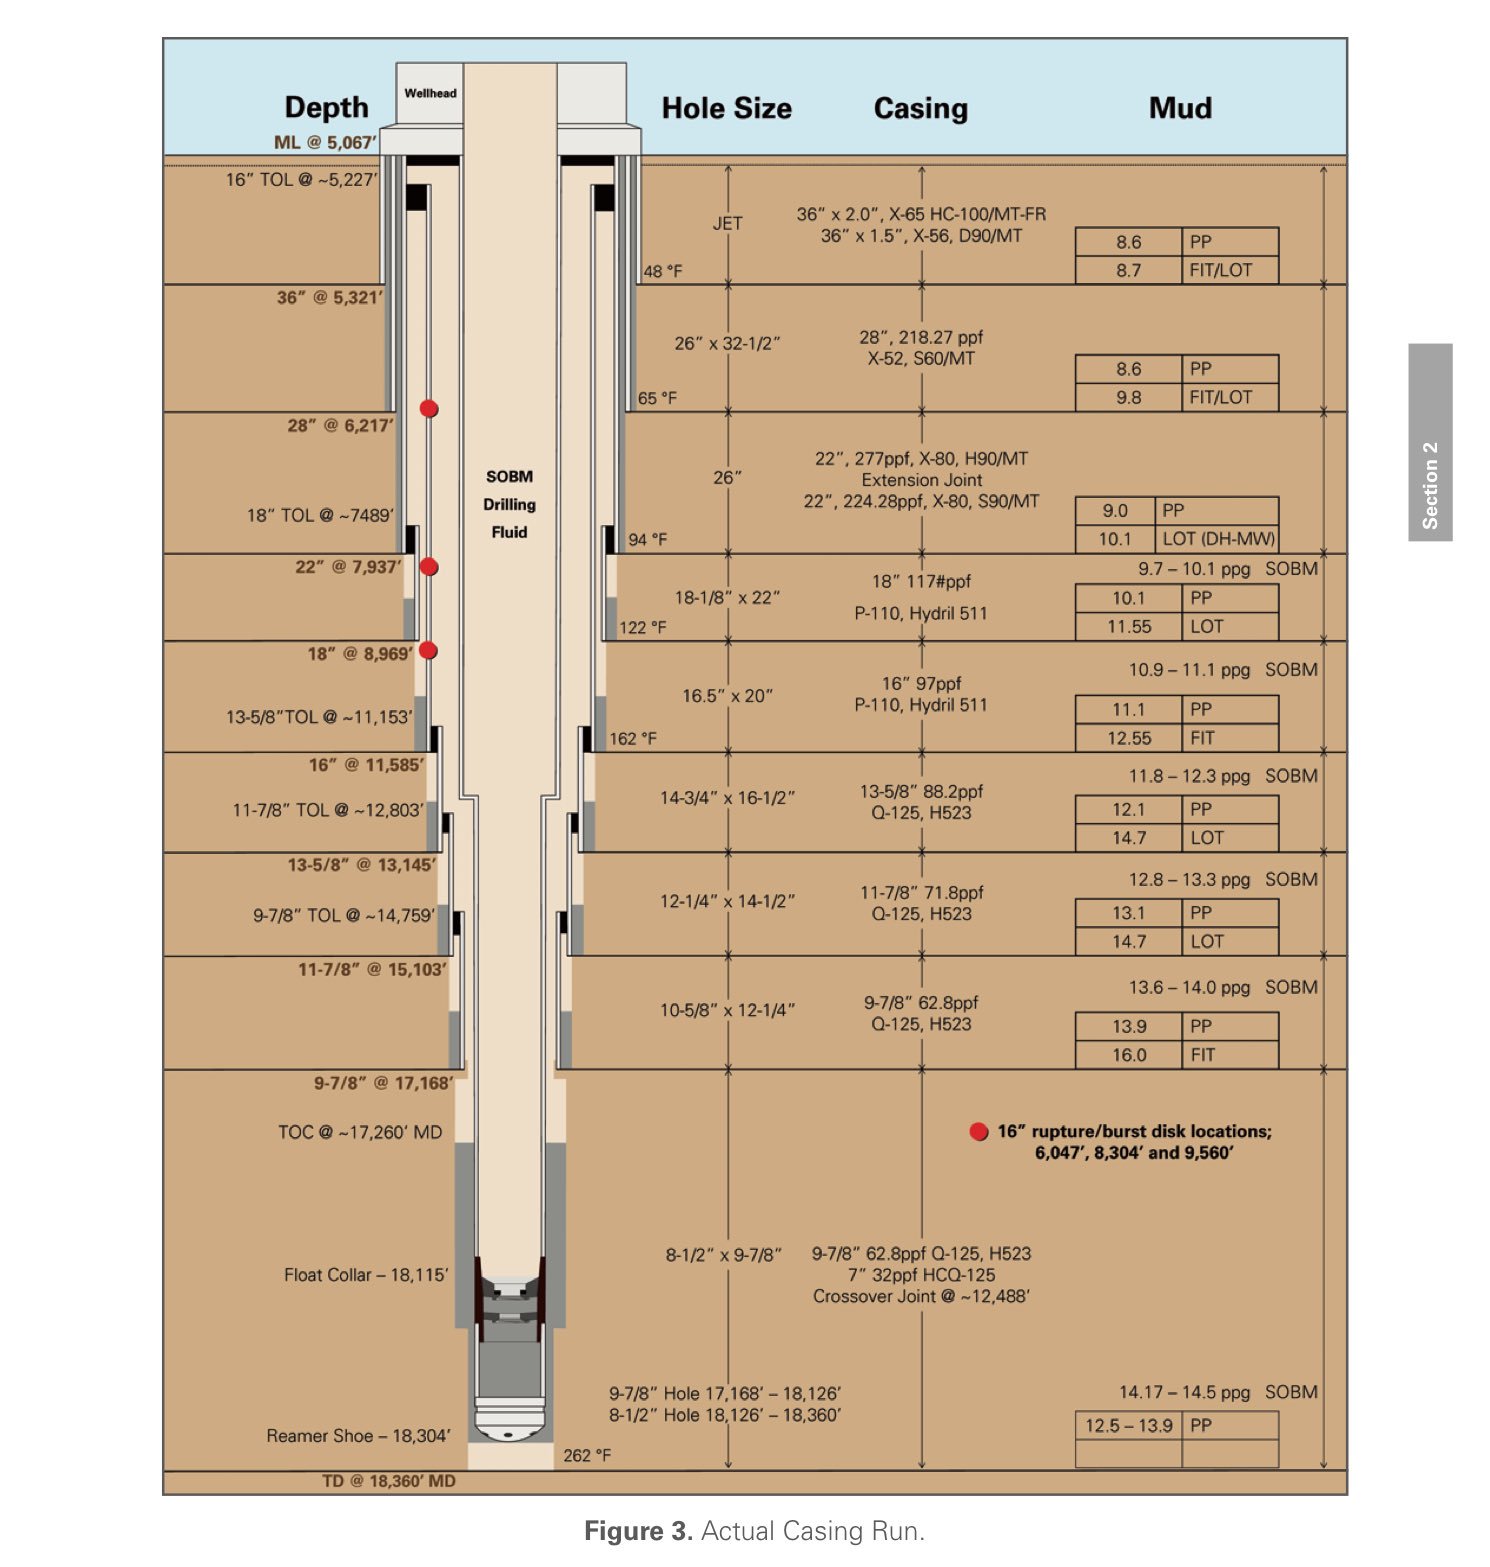 Wellhead
Depth
Hole Size
Casing
Mud
ML @ 5,067′
16″ TOL @ ~5,227′
JET
36″ x 2.0″, X-65 HC-100/MT-FR
36″ x 1.5″, X-56, D90/MT
8.6 PP
8.7 FIT/LOT
48 °F
36″ @ 5,321′
26″ x 32-1/2″
28″, 218.27 ppf
X-52, S60/MT
8.6 PP
9.8 FIT/LOT
65 °F
28″ @ 6,217′
SOBM
Drilling
Fluid
26″
22″, 277ppf, X-80, H90/MT
Extension Joint
22″, 224.28ppf, X-80, S90/MT
18″ TOL @ ~7489′
9.0 PP
10.1 LOT (DH-MW)
94 °F
22″ @ 7,937′
9.7 – 10.1 ppg SOBM
18-1/8″ x 22″
18″ 117#ppf
P-110, Hydril 511
10.1 PP
11.55 LOT
122 °F
18″ @ 8,969′
10.9 – 11.1 ppg SOBM
16.5″ x 20″
16″ 97ppf
P-110, Hydril 511
13-5/8″TOL @ ~11,153′
11.1 PP
12.55 FIT
162 °F
16″ @ 11,585′
11.8 – 12.3 ppg SOBM
14-3/4″ x 16-1/2″
13-5/8″ 88.2ppf
Q-125, H523
11-7/8″ TOL @ ~12,803′
12.1 PP
14.7 LOT
13-5/8″ @ 13,145′
12.8 – 13.3 ppg SOBM
12-1/4″ x 14-1/2″
11-7/8″ 71.8ppf
Q-125, H523
9-7/8″ TOL @ ~14,759′
13.1 PP
14.7 LOT
11-7/8″ @ 15,103′
13.6 – 14.0 ppg SOBM
10-5/8″ x 12-1/4″
9-7/8″ 62.8ppf
Q-125, H523
13.9 PP
16.0 FIT
9-7/8″ @ 17,168′
TOC @ ~17,260′ MD
16″ rupture/burst disk locations;
6,047′, 8,304′ and 9,560′
Float Collar – 18,115′
8-1/2″ x 9-7/8″
9-7/8″ 62.8ppf Q-125, H523
7″ 32ppf HCQ-125
Crossover Joint @ ~12,488′
9-7/8″ Hole 17,168′ – 18,126′
8-1/2″ Hole 18,126′ – 18,360′
14.17 – 14.5 ppg SOBM
12.5 – 13.9 PP
Reamer Shoe – 18,304′
262 °F
TD @ 18,360′ MD
Section 2
Figure 3. Actual Casing Run.